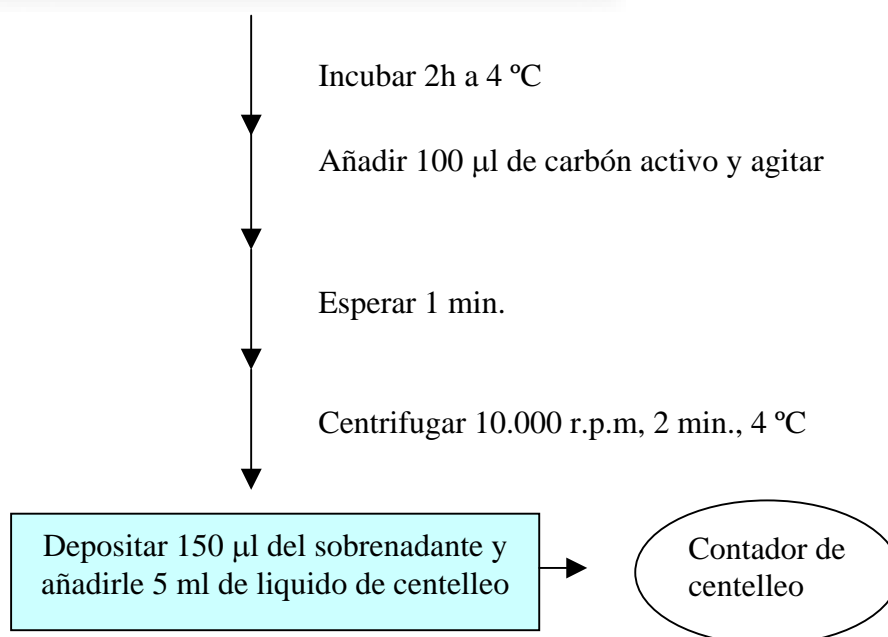 Incubar 2h a 4 ºC
Añadir 100 μl de carbón activo y agitar
Esperar 1 min.
Centrifugar 10.000 r.p.m, 2 min., 4 ºC
Depositar 150 μl del sobrenadante y
añadirle 5 ml de liquido de centelleo
Contador de
centelleo